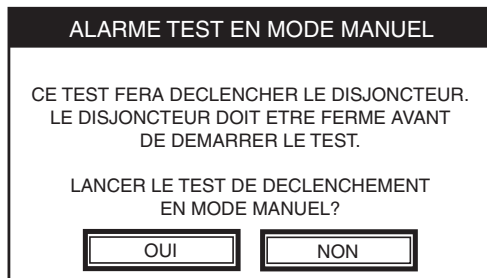 ALARME TEST EN MODE MANUEL
CE TEST FERA DECLENCHER LE DISJONCTEUR.
LE DISJONCTEUR DOIT ETRE FERME AVANT
DE DEMARRER LE TEST.
LANCER LE TEST DE DECLENCHEMENT
EN MODE MANUEL?
OUI
NON